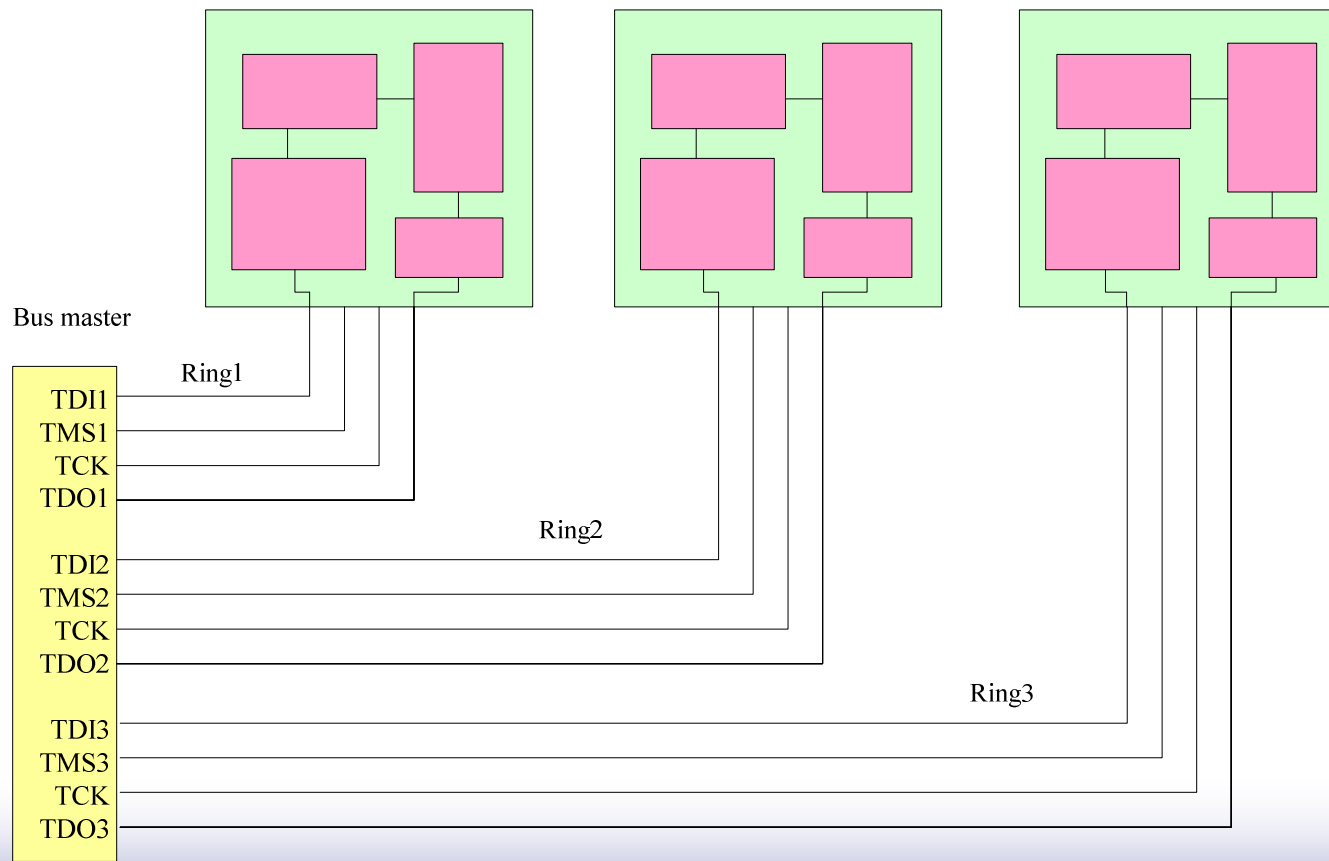 Bus master
Ring1
TDI1
TMS1
TCK
TDO1
Ring2
TDI2
TMS2
TCK
TDO2
Ring3
TDI3
TMS3
TCK
TDO3